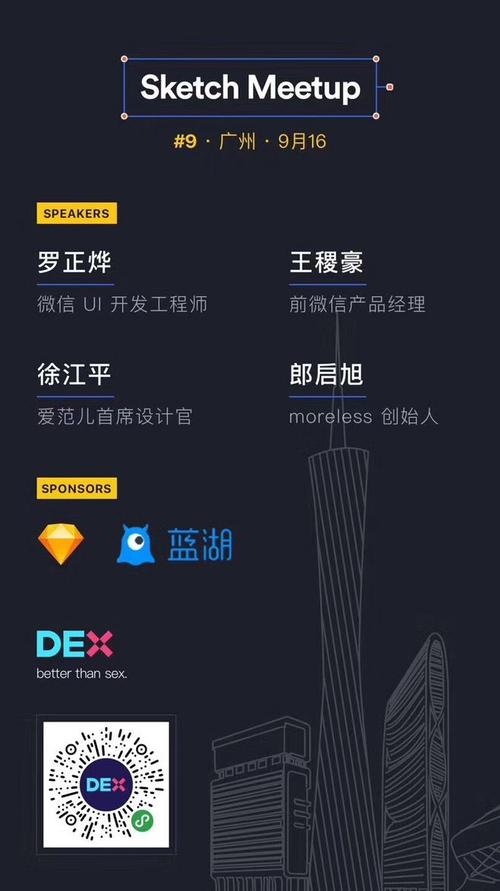 Sketch Meetup
#9 · 广州 · 9月16
SPEAKERS
罗正烨
微信 UI 开发工程师
王稷豪
前微信产品经理
徐江平
爱范儿首席设计官
郎启旭
moreless 创始人
SPONSORS
蓝湖
DEX
better than sex.
DEX